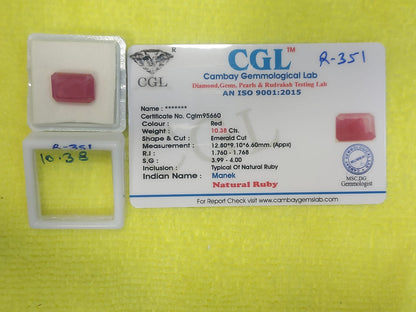 R
CGL
CGL™
R-351
Cambay Gemmological Lab
Diamond,Gems, Pearls & Rudraksh Testing Lab
AN ISO 9001:2015
Name : *******
Certificate No. Cglm95660
Colour : Red
Weight : 10.38 Cts.
Shape & Cut : Emerald Cut
Measurement : 12.80*9.10*6.60mm. (Appx)
R.I : 1.760 - 1.768
S.G : 3.99 - 4.00
Inclusion : Typical Of Natural Ruby
Indian Name : Manek
Natural Ruby
MSC,DG
Gemmologist
For Report Check Visit : www.cambaygemslab.com
R-351
10.38